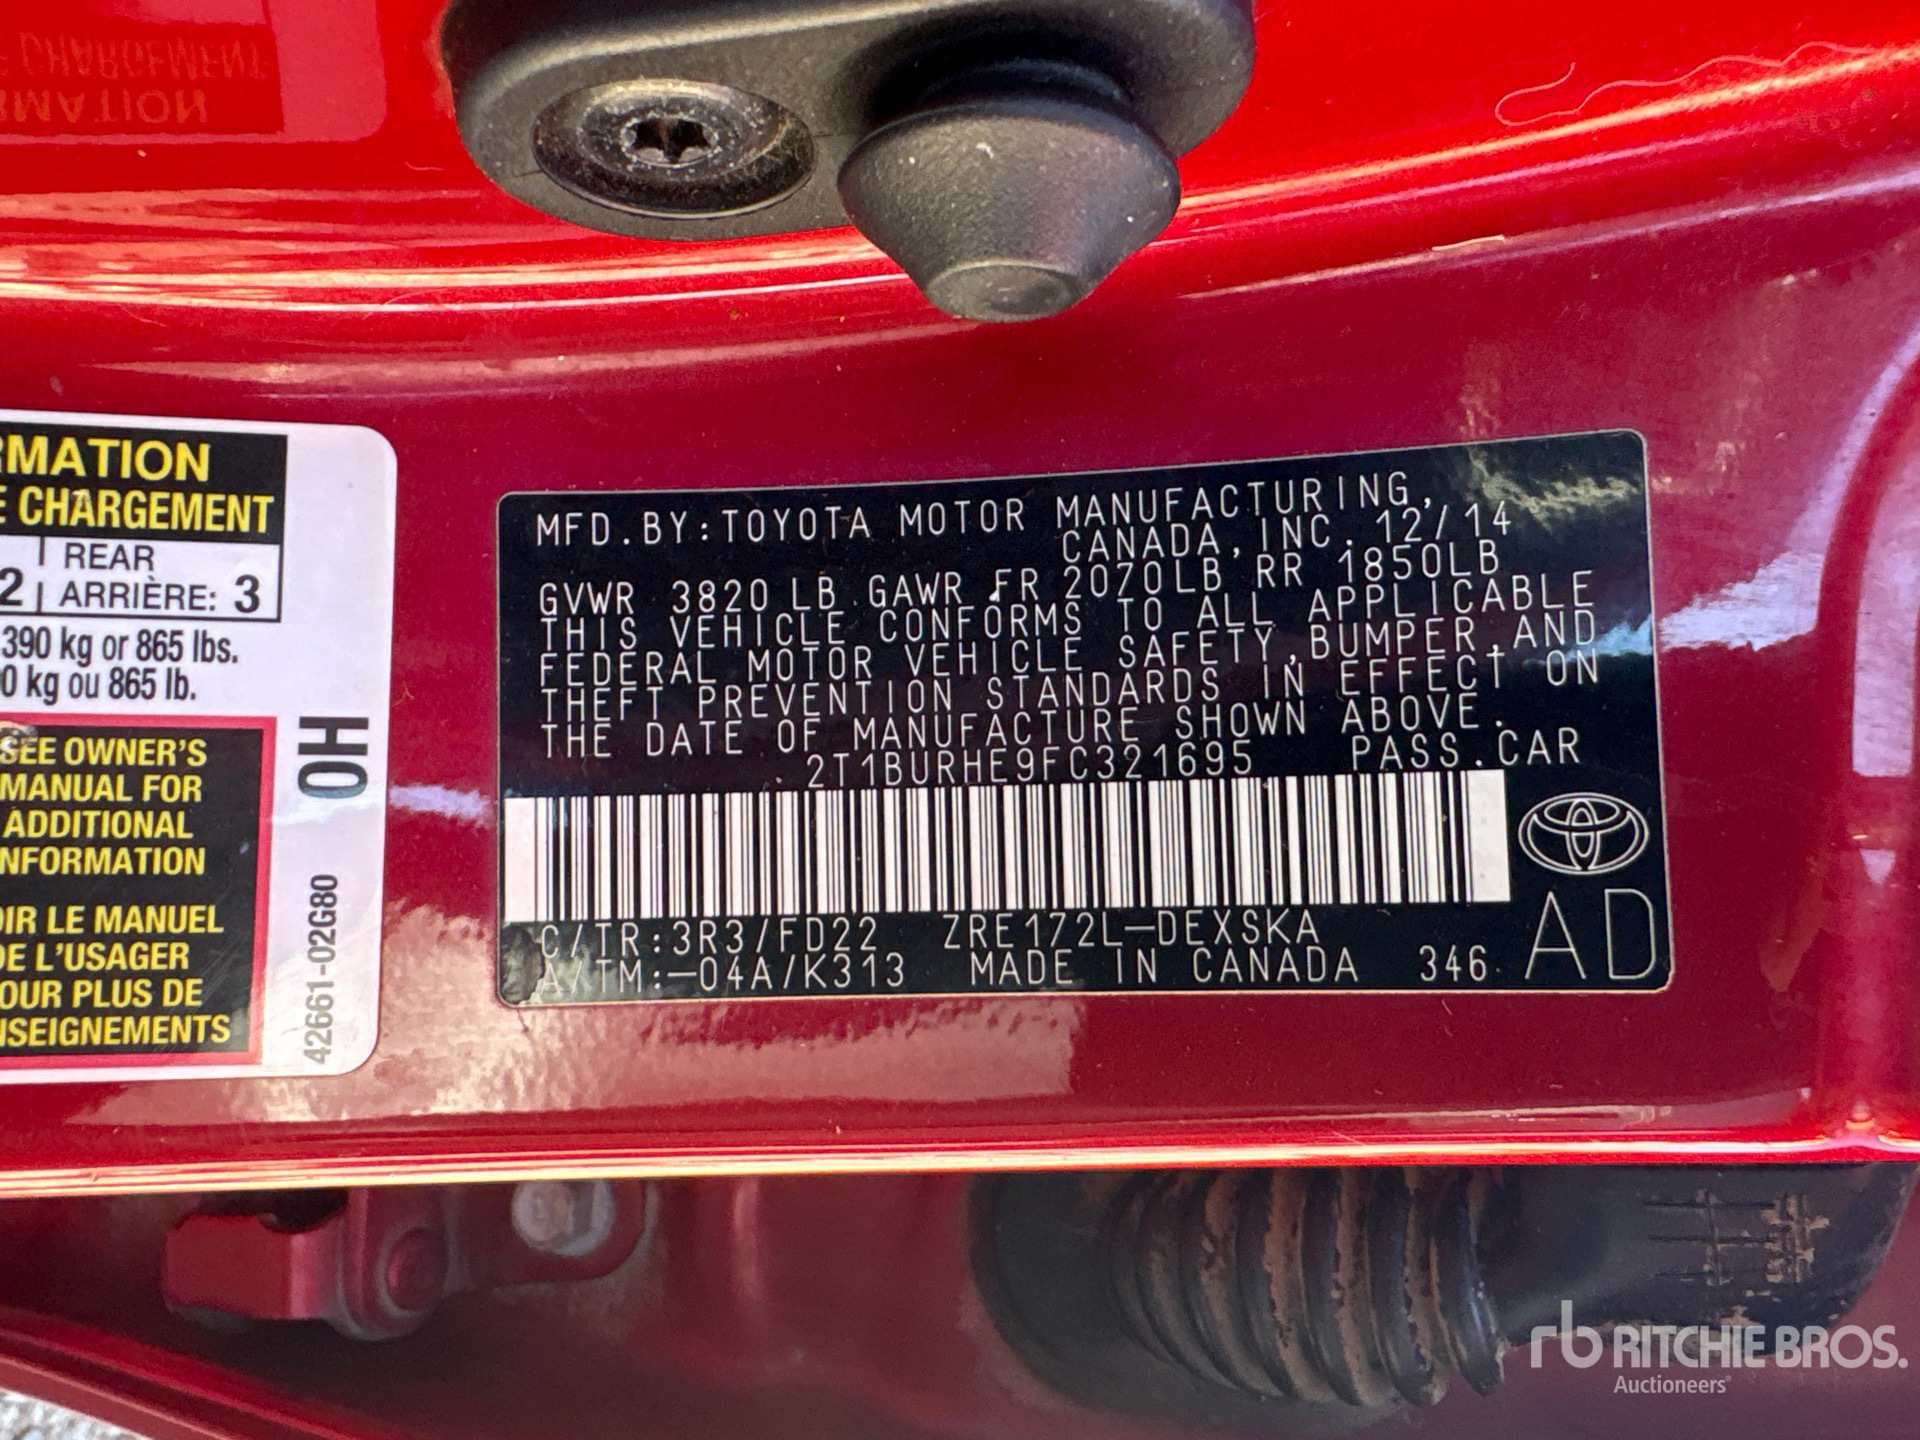 RMATION
E CHARGEMENT
2 REAR
ARRIÈRE: 3
390 kg or 865 lbs.
0 kg ou 865 lb.
SEE OWNER'S
MANUAL FOR
ADDITIONAL
NFORMATION
OIR LE MANUEL
DE L'USAGER
OUR PLUS DE
NSEIGNEMENTS
0H
42661-02G80
MFD.BY:TOYOTA MOTOR MANUFACTURING,
CANADA, INC. 12/14
GVWR 3820 LB GAWR FR 2070LB RR 1850LB
THIS VEHICLE CONFORMS TO ALL APPLICABLE
FEDERAL MOTOR VEHICLE SAFETY,BUMPER,AND
THEFT PREVENTION STANDARDS IN EFFECT ON
THE DATE OF MANUFACTURE SHOWN ABOVE.
2T1BURHE9FC321695 PASS.CAR
C/TR:3R3/FD22 ZRE172L-DEXSKA
A/TM:-04A/K313 MADE IN CANADA 346
AD
rb RITCHIE BROS.
Auctioneers